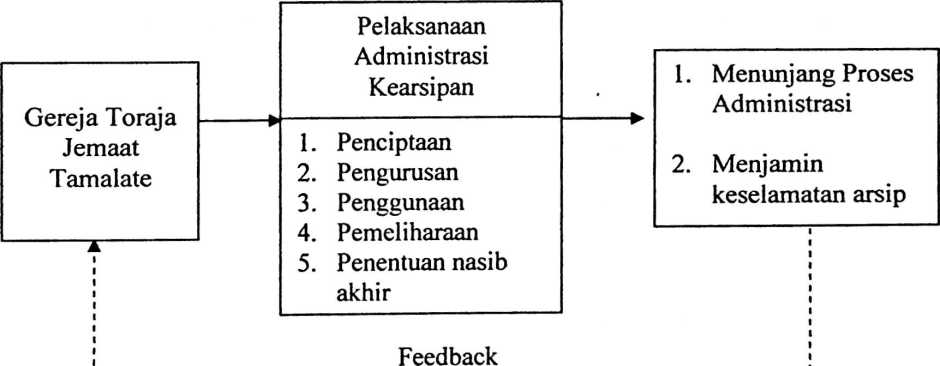 Gereja Toraja
Jemaat
Tamalate
Pelaksanaan
Administrasi
Kearsipan
1. Penciptaan
2. Pengurusan
3. Penggunaan
4. Pemeliharaan
5. Penentuan nasib
akhir
1. Menunjang Proses
Administrasi
2. Menjamin
keselamatan arsip
Feedback